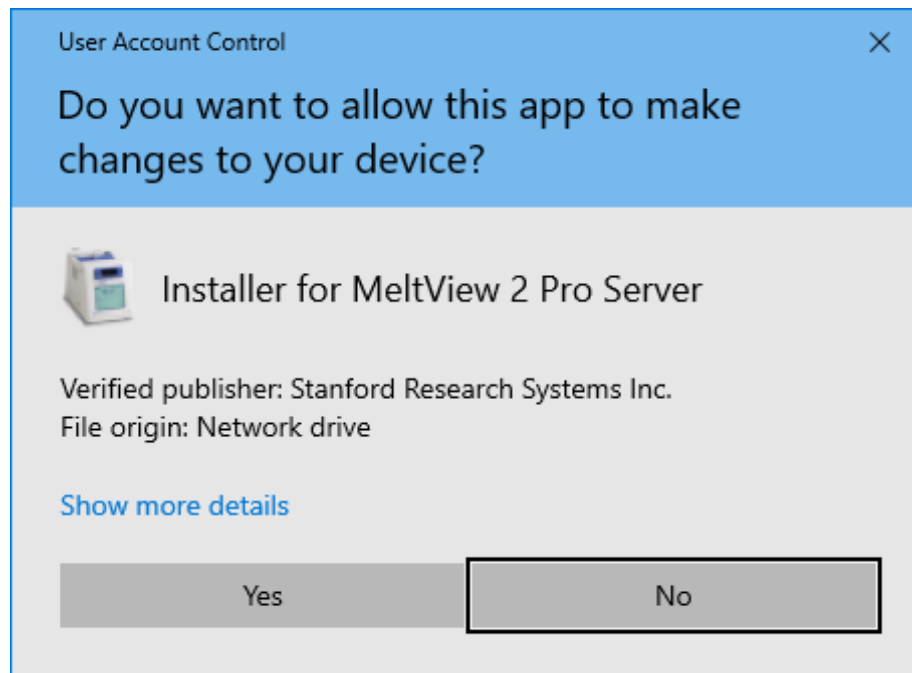 User Account Control
Do you want to allow this app to make
changes to your device?
Installer for MeltView 2 Pro Server
Verified publisher: Stanford Research Systems Inc.
File origin: Network drive
Show more details
Yes
No